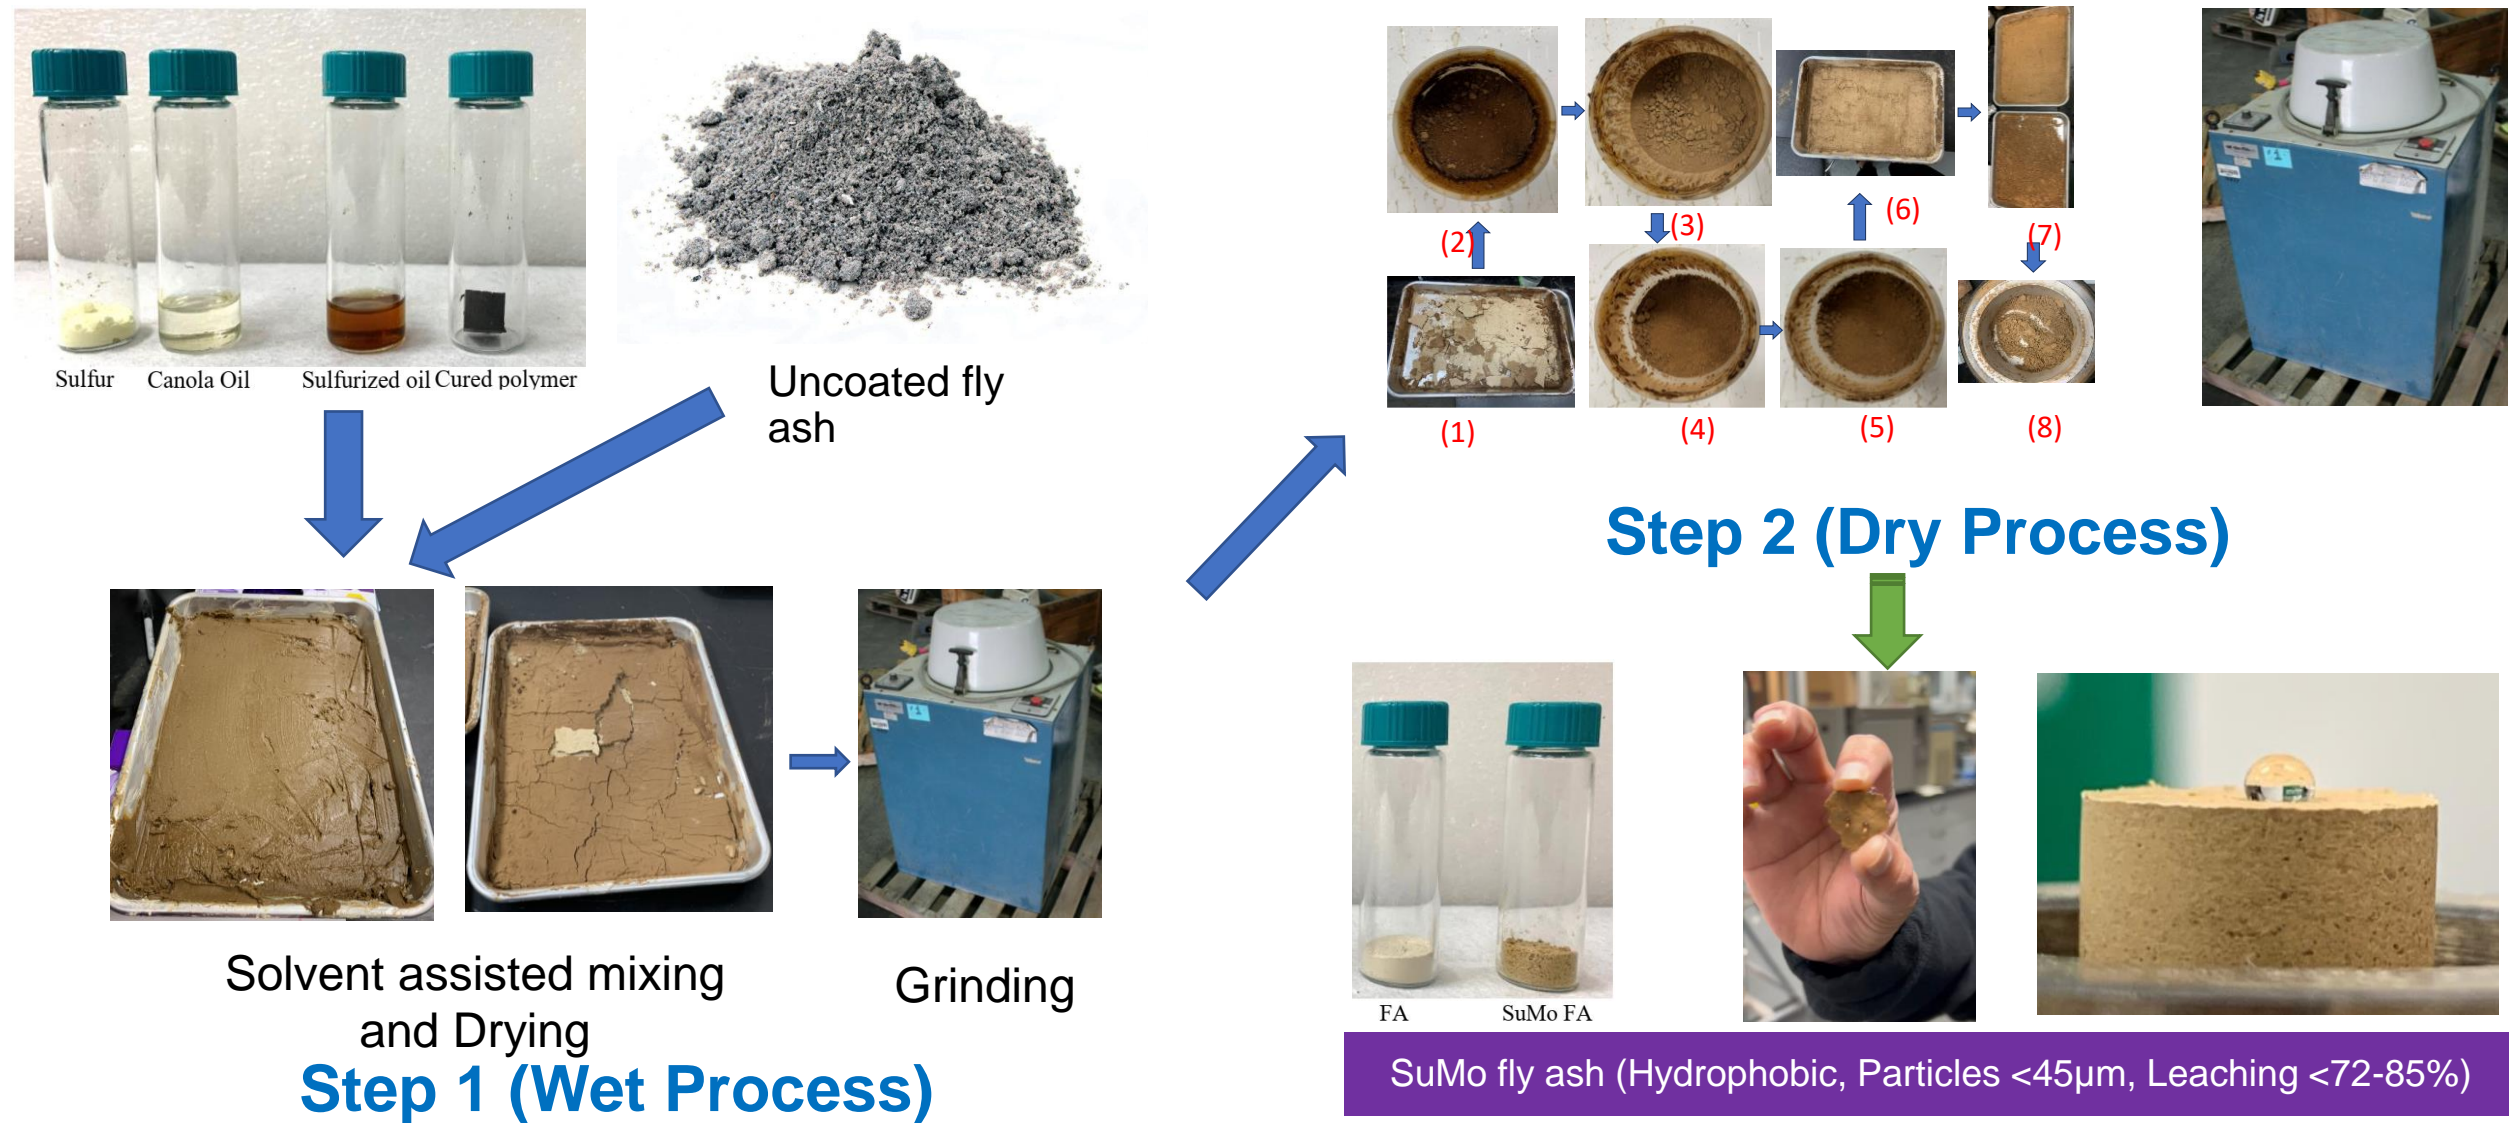 Sulfur
Canola Oil
Sulfurized oil
Cured polymer
Uncoated fly
ash
Solvent assisted mixing
and Drying
Grinding
Step 1 (Wet Process)
(2)
(3)
(6)
(7)
(1)
(4)
(5)
(8)
Step 2 (Dry Process)
FA
SuMo FA
SuMo fly ash (Hydrophobic, Particles <45µm, Leaching <72-85%)